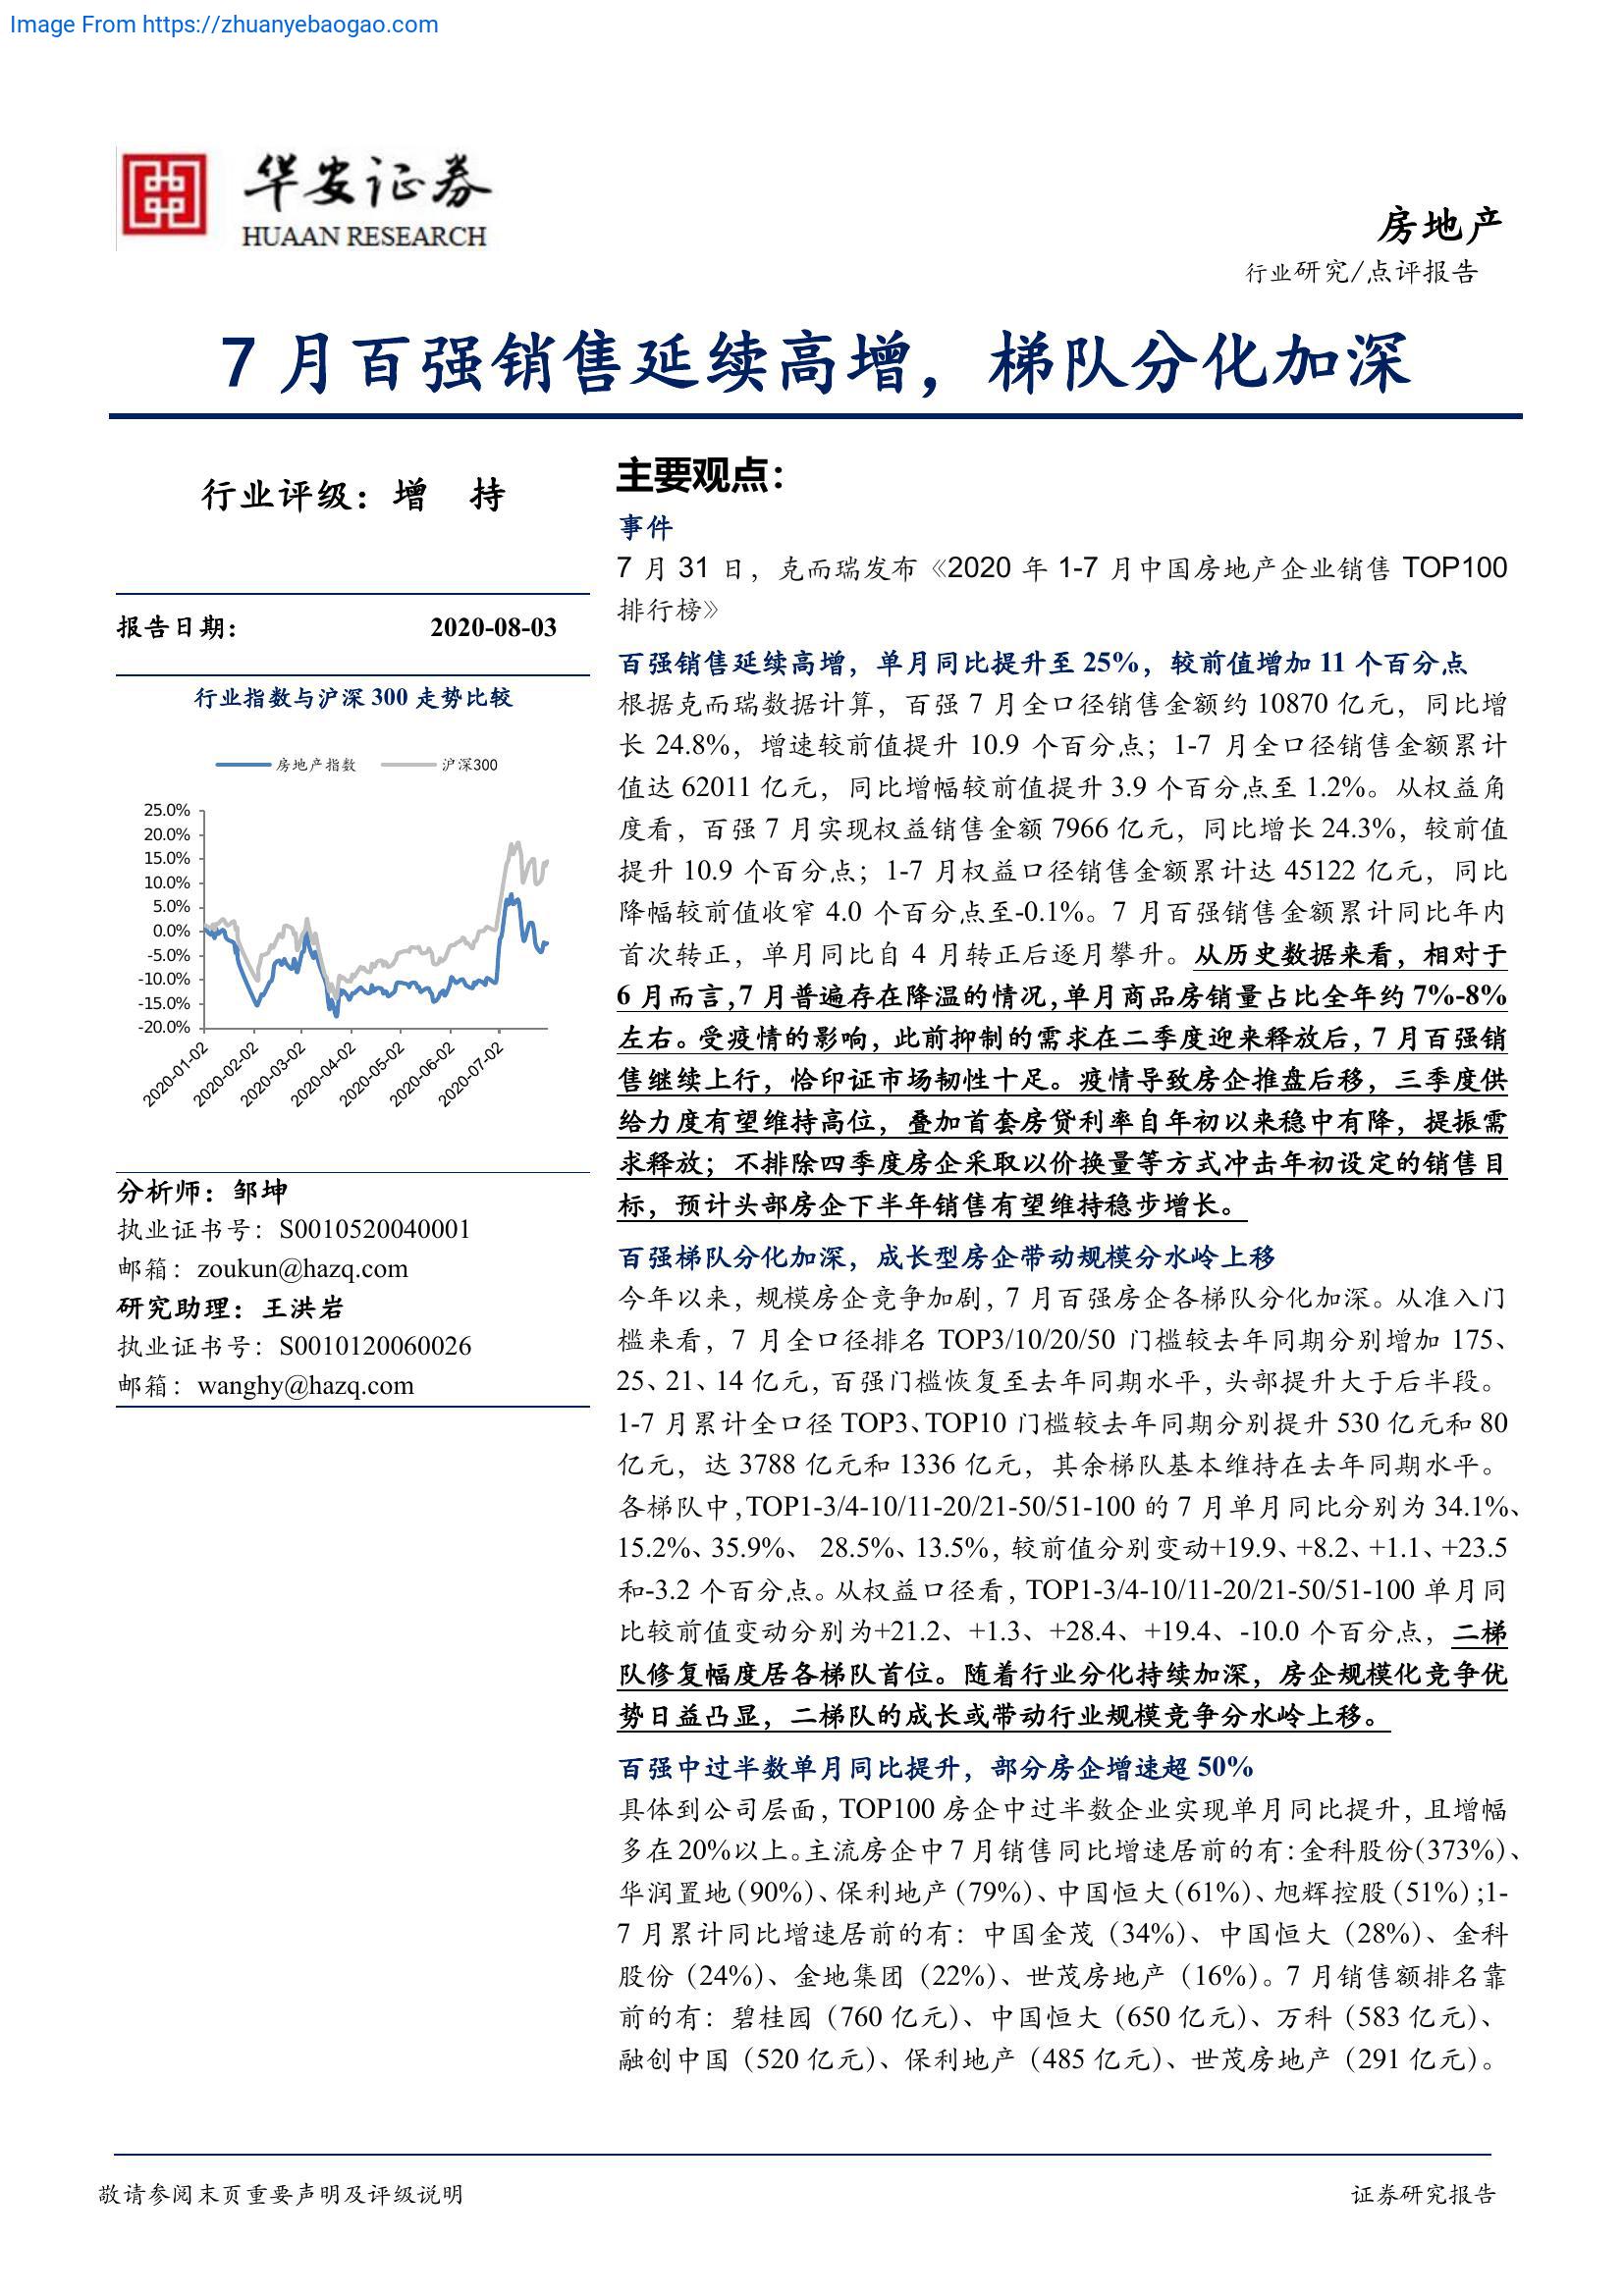 Image From https://zhuanyebaogao.com
华安证券
HUAAN RESEARCH
房地产
行业研究/点评报告
7 月百强销售延续高增，梯队分化加深
行业评级：增 持
报告日期： 2020-08-03
行业指数与沪深 300 走势比较
房地产指数 沪深300
25.0%
20.0%
15.0%
10.0%
5.0%
0.0%
-5.0%
-10.0%
-15.0%
-20.0%
2020-01-02
2020-02-02
2020-03-02
2020-04-02
2020-05-02
2020-06-02
2020-07-02
分析师：邹坤
执业证书号：S0010520040001
邮箱：zoukun@hazq.com
研究助理：王洪岩
执业证书号：S0010120060026
邮箱：wanghy@hazq.com
主要观点：
事件
7 月 31 日，克而瑞发布《2020 年 1-7 月中国房地产企业销售 TOP100
排行榜》
百强销售延续高增，单月同比提升至 25%，较前值增加 11 个百分点
根据克而瑞数据计算，百强 7 月全口径销售金额约 10870 亿元，同比增
长 24.8%，增速较前值提升 10.9 个百分点；1-7 月全口径销售金额累计
值达 62011 亿元，同比增幅较前值提升 3.9 个百分点至 1.2%。从权益角
度看，百强 7 月实现权益销售金额 7966 亿元，同比增长 24.3%，较前值
提升 10.9 个百分点；1-7 月权益口径销售金额累计达 45122 亿元，同比
降幅较前值收窄 4.0 个百分点至-0.1%。7 月百强销售金额累计同比年内
首次转正，单月同比自 4 月转正后逐月攀升。从历史数据来看，相对于
6 月而言，7 月普遍存在降温的情况，单月商品房销量占比全年约 7%-8%
左右。受疫情的影响，此前抑制的需求在二季度迎来释放后，7 月百强销
售继续上行，恰印证市场韧性十足。疫情导致房企推盘后移，三季度供
给力度有望维持高位，叠加首套房贷利率自年初以来稳中有降，提振需
求释放；不排除四季度房企采取以价换量等方式冲击年初设定的销售目
标，预计头部房企下半年销售有望维持稳步增长。
百强梯队分化加深，成长型房企带动规模分水岭上移
今年以来，规模房企竞争加剧，7 月百强房企各梯队分化加深。从准入门
槛来看，7 月全口径排名 TOP3/10/20/50 门槛较去年同期分别增加 175、
25、21、14 亿元，百强门槛恢复至去年同期水平，头部提升大于后半段。
1-7 月累计全口径 TOP3、TOP10 门槛较去年同期分别提升 530 亿元和 80
亿元，达 3788 亿元和 1336 亿元，其余梯队基本维持在去年同期水平。
各梯队中，TOP1-3/4-10/11-20/21-50/51-100 的 7 月单月同比分别为 34.1%、
15.2%、35.9%、 28.5%、13.5%，较前值分别变动+19.9、+8.2、+1.1、+23.5
和-3.2 个百分点。从权益口径看，TOP1-3/4-10/11-20/21-50/51-100 单月同
比较前值变动分别为+21.2、+1.3、+28.4、+19.4、-10.0 个百分点，二梯
队修复幅度居各梯队首位。随着行业分化持续加深，房企规模化竞争优
势日益凸显，二梯队的成长或带动行业规模竞争分水岭上移。
百强中过半数单月同比提升，部分房企增速超 50%
具体到公司层面，TOP100 房企中过半数企业实现单月同比提升，且增幅
多在 20%以上。主流房企中 7 月销售同比增速居前的有：金科股份（373%）、
华润置地（90%）、保利地产（79%）、中国恒大（61%）、旭辉控股（51%）;1-
7 月累计同比增速居前的有：中国金茂（34%）、中国恒大（28%）、金科
股份（24%）、金地集团（22%）、世茂房地产（16%）。7 月销售额排名靠
前的有：碧桂园（760 亿元）、中国恒大（650 亿元）、万科（583 亿元）、
融创中国（520 亿元）、保利地产（485 亿元）、世茂房地产（291 亿元）。
敬请参阅末页重要声明及评级说明
证券研究报告